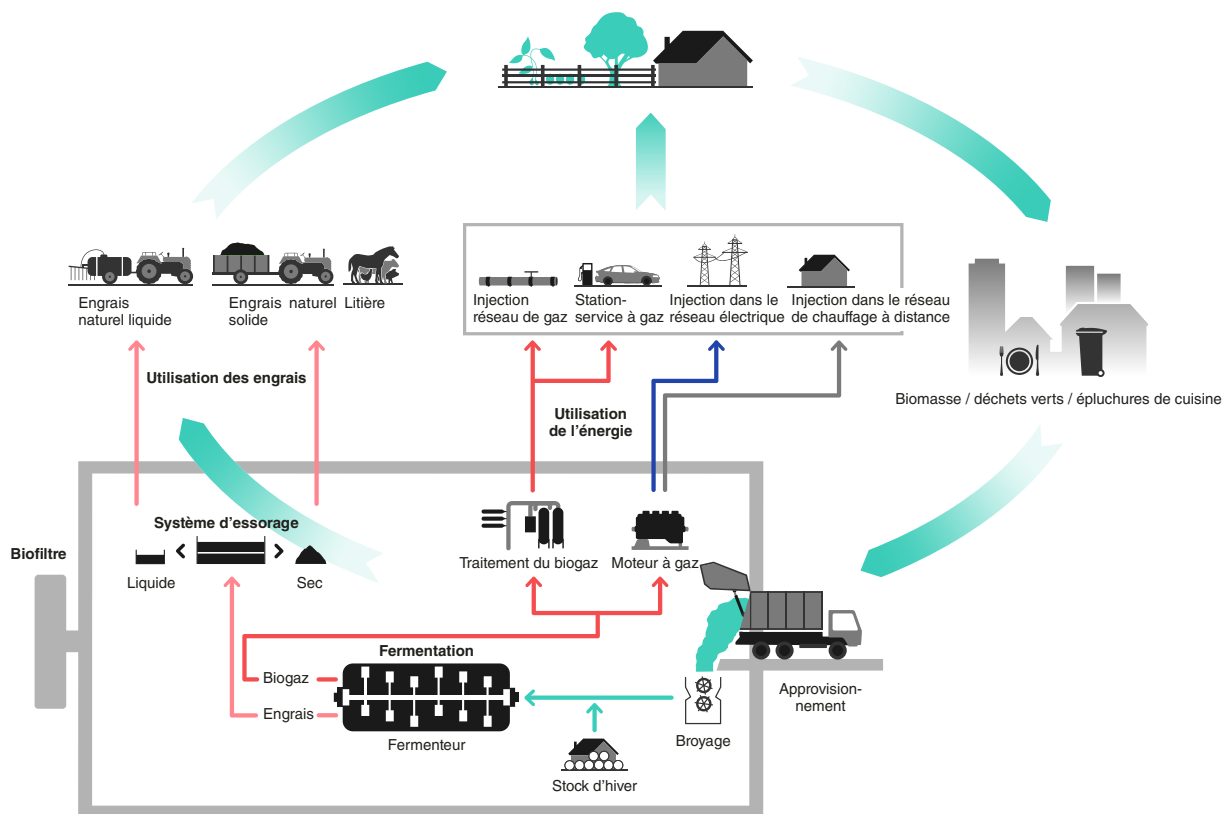 Engrais
naturel liquide
Engrais naturel
solide
Litière
Injection
réseau de gaz
Station-
service à gaz
Injection dans le
réseau électrique
Injection dans le réseau
de chauffage à distance
Utilisation des engrais
Utilisation
de l'énergie
Biomasse / déchets verts / épluchures de cuisine
Biofiltre
Système d'essorage
Liquide
Sec
Traitement du biogaz
Moteur à gaz
Fermentation
Biogaz
Engrais
Fermenteur
Broyage
Approvision-
nement
Stock d'hiver